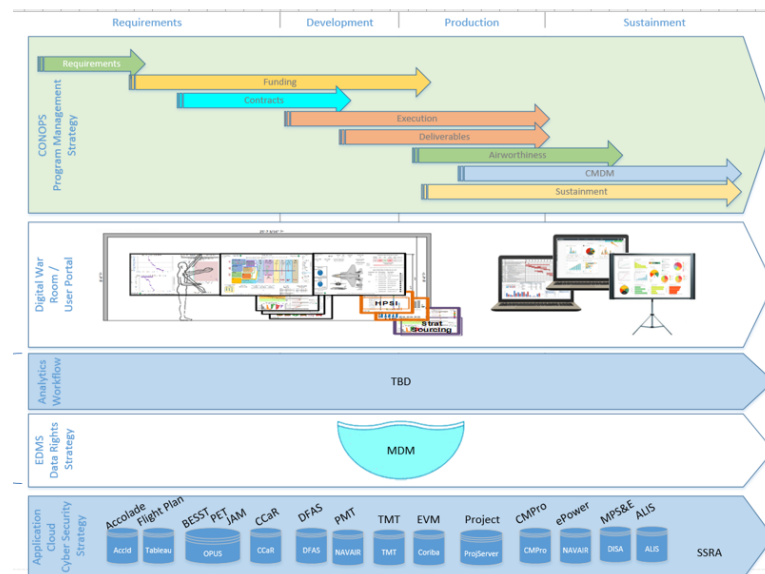 Requirements
Development
Production
Sustainment
CONOPS
Program Management
Strategy
Requirements
Funding
Contracts
Execution
Deliverables
Airworthiness
CMDM
Sustainment
Digital War
Room /
User Portal
HPSI
Strat
Sourcing
Analytics
Workflow
TBD
EDMS
Data Rights
Strategy
MDM
Application
Cloud
Cyber Security
Strategy
Accolade
Flight Plan
BESST
PET
JAM
CCaR
DFAS
PMT
TMT
EVM
Project
CMPro
ePower
MPS&E
ALIS
Accld
Tableau
OPUS
CCaR
DFAS
NAVAIR
TMT
Coriba
ProjServer
CMPro
NAVAIR
DISA
ALIS
SSRA